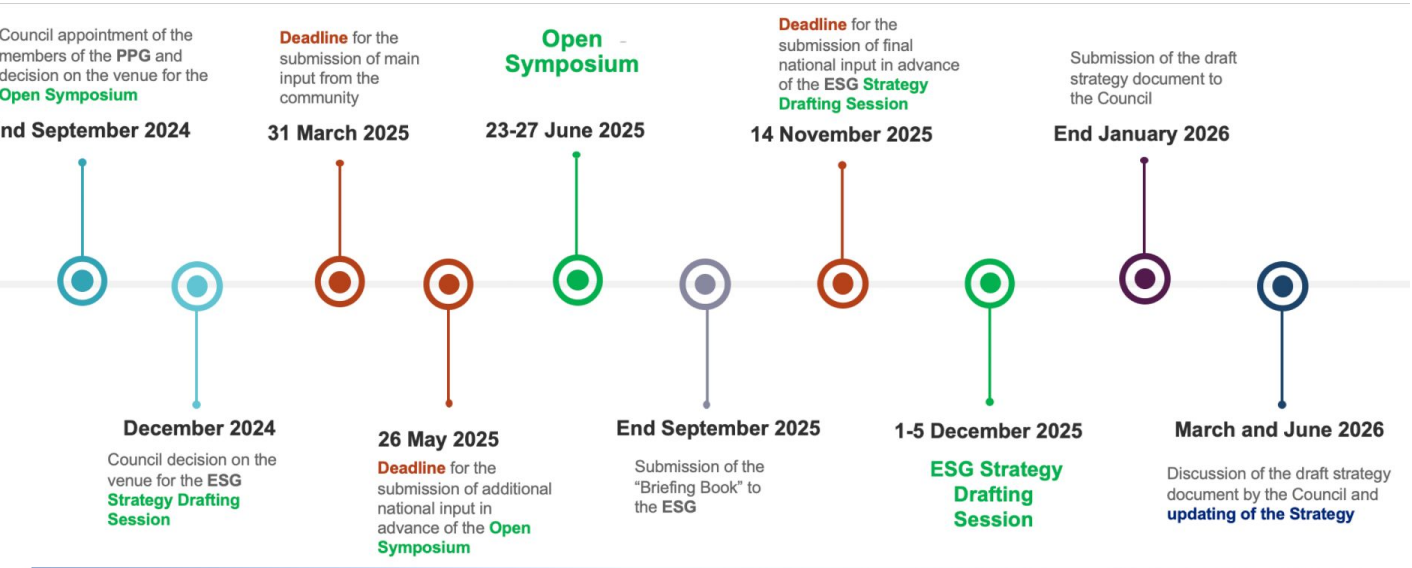 Council appointment of the
members of the PPG and
decision on the venue for the
Open Symposium
nd September 2024
Deadline for the
submission of main
input from the
community
31 March 2025
Open
Symposium
23-27 June 2025
Deadline for the
submission of final
national input in advance
of the ESG Strategy
Drafting Session
14 November 2025
Submission of the draft
strategy document to
the Council
End January 2026
December 2024
Council decision on the
venue for the ESG
Strategy Drafting
Session
26 May 2025
Deadline for the
submission of additional
national input in
advance of the Open
Symposium
End September 2025
Submission of the
“Briefing Book” to
the ESG
1-5 December 2025
ESG Strategy
Drafting
Session
March and June 2026
Discussion of the draft strategy
document by the Council and
updating of the Strategy